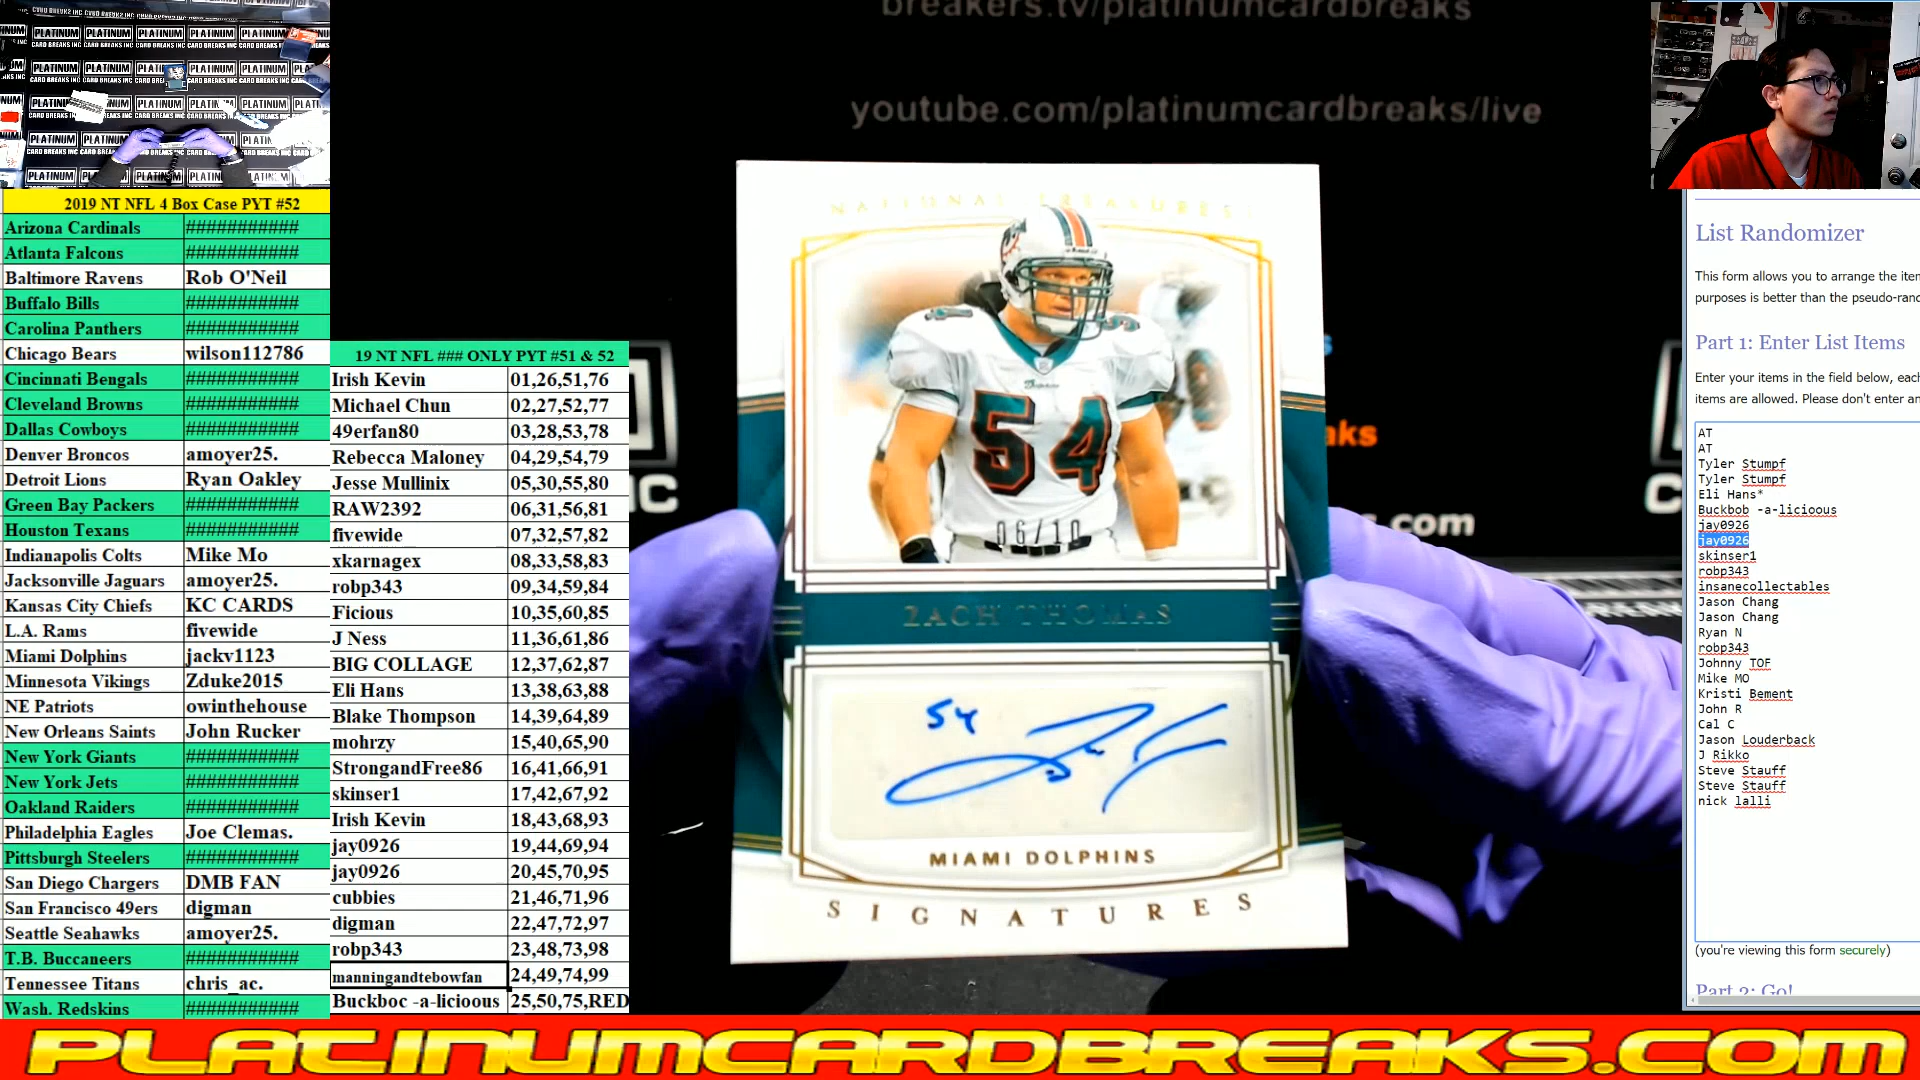 breakers.tv/platinumcardbreaks
youtube.com/platinumcardbreaks/live
2019 NT NFL 4 Box Case PYT #52
Arizona Cardinals ############
Atlanta Falcons ############
Baltimore Ravens Rob O'Neil
Buffalo Bills ############
Carolina Panthers ############
Chicago Bears wilson112786
Cincinnati Bengals ############
Cleveland Browns ############
Dallas Cowboys ############
Denver Broncos amoyer25.
Detroit Lions Ryan Oakley
Green Bay Packers ############
Houston Texans ############
Indianapolis Colts Mike Mo
Jacksonville Jaguars amoyer25.
Kansas City Chiefs KC CARDS
L.A. Rams fivewide
Miami Dolphins jackv1123
Minnesota Vikings Zduke2015
NE Patriots owinthehouse
New Orleans Saints John Rucker
New York Giants ############
New York Jets ############
Oakland Raiders ############
Philadelphia Eagles Joe Clemas.
Pittsburgh Steelers ############
San Diego Chargers DMB FAN
San Francisco 49ers digman
Seattle Seahawks amoyer25.
T.B. Buccaneers ############
Tennessee Titans chris_ac.
Wash. Redskins ############
19 NT NFL ### ONLY PYT #51 & 52
Irish Kevin 01,26,51,76
Michael Chun 02,27,52,77
49erfan80 03,28,53,78
Rebecca Maloney 04,29,54,79
Jesse Mullinix 05,30,55,80
RAW2392 06,31,56,81
fivewide 07,32,57,82
xkarnagex 08,33,58,83
robp343 09,34,59,84
Ficious 10,35,60,85
J Ness 11,36,61,86
BIG COLLAGE 12,37,62,87
Eli Hans 13,38,63,88
Blake Thompson 14,39,64,89
mohrzy 15,40,65,90
StrongandFree86 16,41,66,91
skinser1 17,42,67,92
Irish Kevin 18,43,68,93
jay0926 19,44,69,94
jay0926 20,45,70,95
cubbies 21,46,71,96
digman 22,47,72,97
robp343 23,48,73,98
manningandtebowfan 24,49,74,99
Buckboc -a-licioous 25,50,75,RED
NATIONAL TREASURES
54
06/10
ZACH THOMAS
54
MIAMI DOLPHINS
SIGNATURES
List Randomizer
This form allows you to arrange the iter
purposes is better than the pseudo-ranc
Part 1: Enter List Items
Enter your items in the field below, each
items are allowed. Please don't enter an
AT
AT
Tyler Stumpf
Tyler Stumpf
Eli Hans*
Buckbob -a-licioous
jay0926
jay0926
skinser1
robp343
insanecollectables
Jason Chang
Jason Chang
Ryan N
robp343
Johnny TOF
Mike MO
Kristi Bement
John R
Cal C
Jason Louderback
J Rikko
Steve Stauff
Steve Stauff
nick lalli
(you're viewing this form securely)
Part 2: Go!
PLATINUMCARDBREAKS.COM